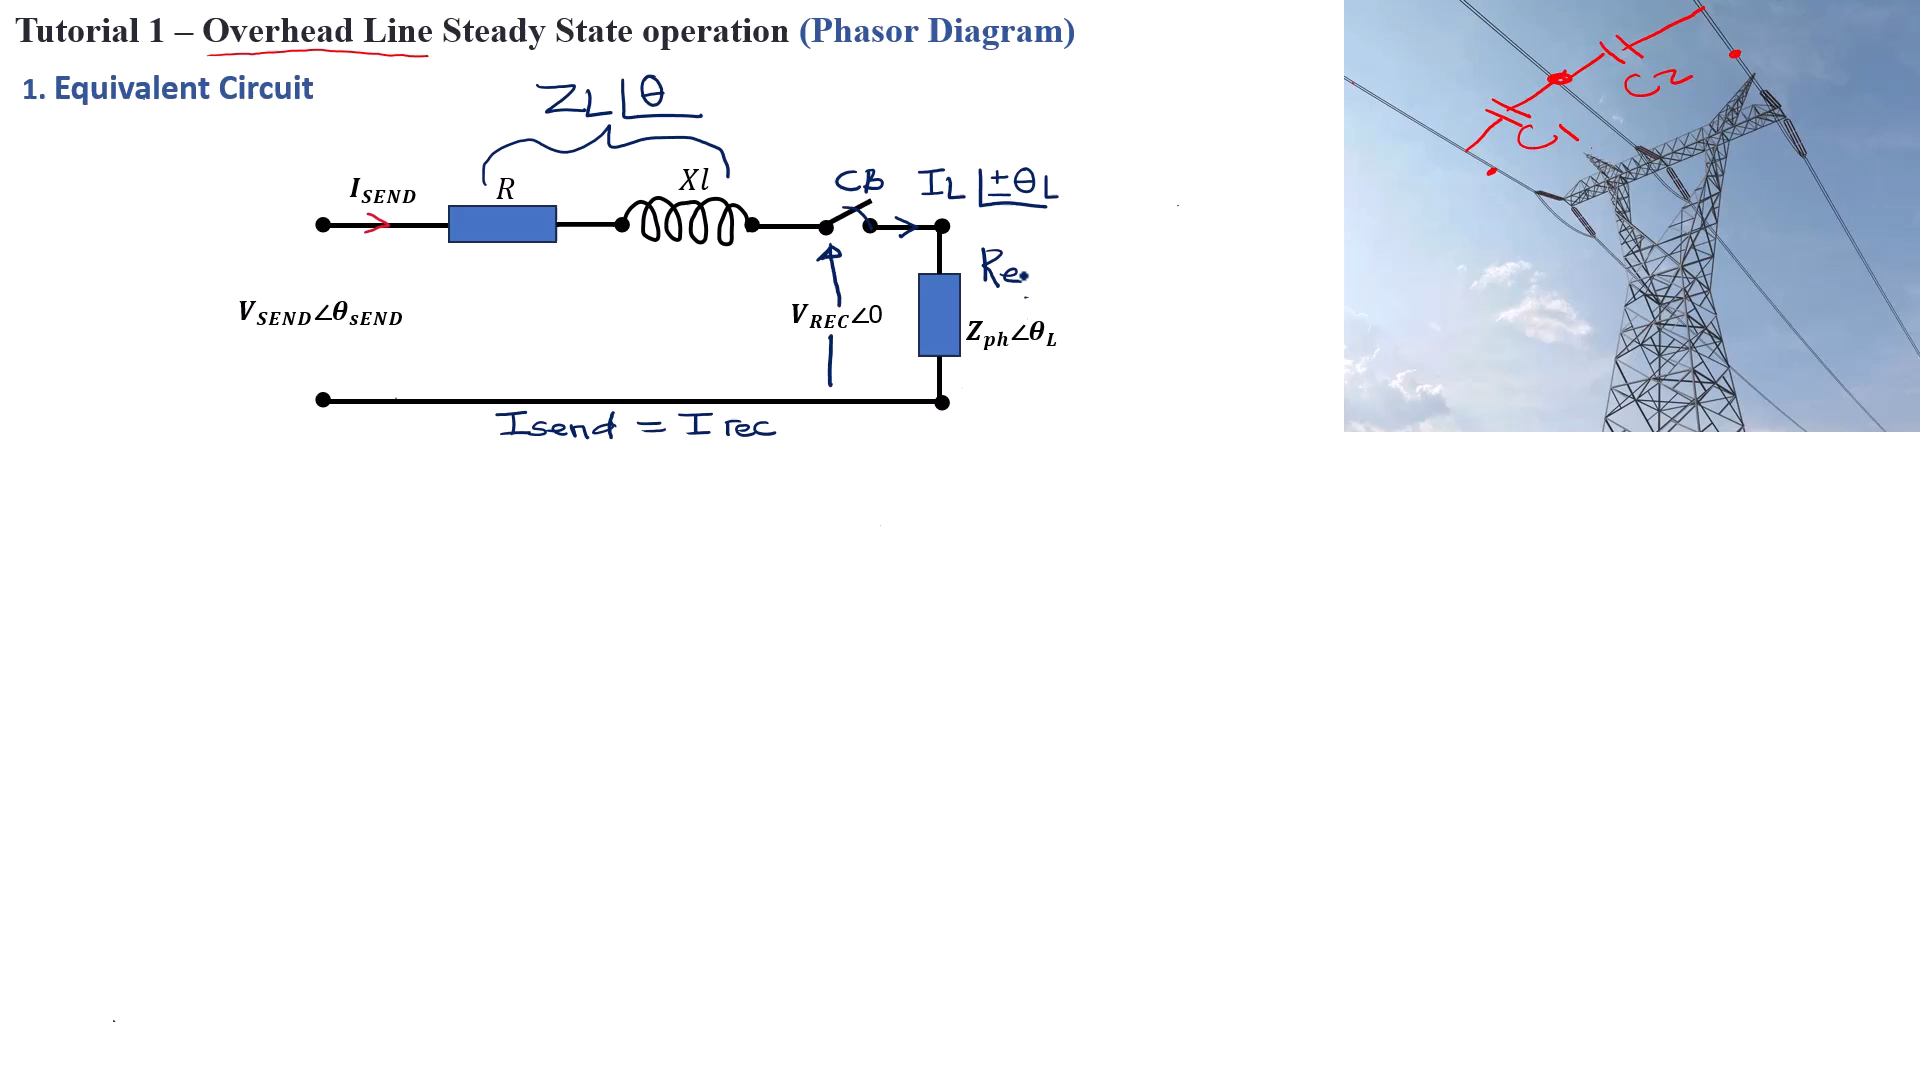 Tutorial 1 – Overhead Line Steady State operation (Phasor Diagram)
1. Equivalent Circuit
ZL∠θ
I_SEND
R
Xl
CB
IL∠±θL
Re
V_SEND∠θ_sEND
V_REC∠0
Z_ph∠θ_L
Isend = Irec
C1
C2